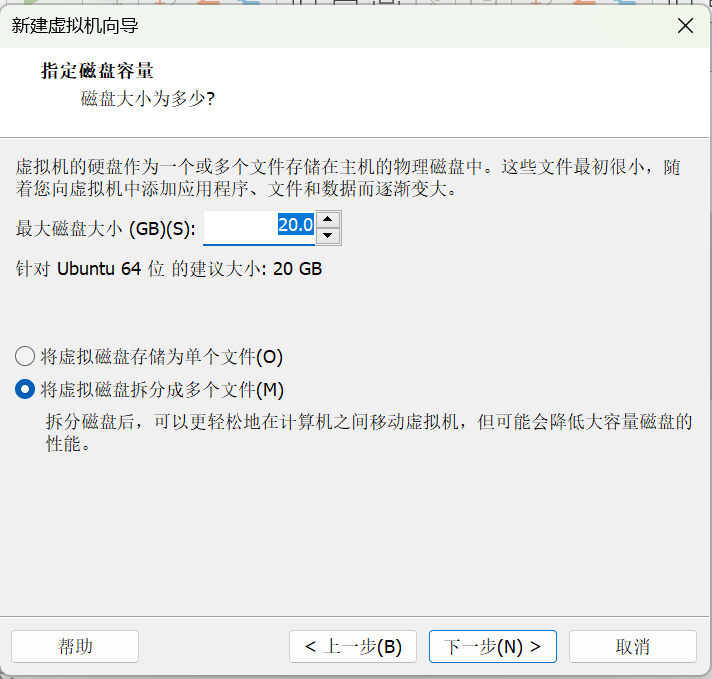 新建虚拟机向导
指定磁盘容量
磁盘大小为多少?
虚拟机的硬盘作为一个或多个文件存储在主机的物理磁盘中。这些文件最初很小，随
着您向虚拟机中添加应用程序、文件和数据而逐渐变大。
最大磁盘大小 (GB)(S): 20.0
针对 Ubuntu 64 位 的建议大小: 20 GB
将虚拟磁盘存储为单个文件(O)
将虚拟磁盘拆分成多个文件(M)
拆分磁盘后，可以更轻松地在计算机之间移动虚拟机，但可能会降低大容量磁盘的
性能。
帮助 < 上一步(B) 下一步(N) > 取消